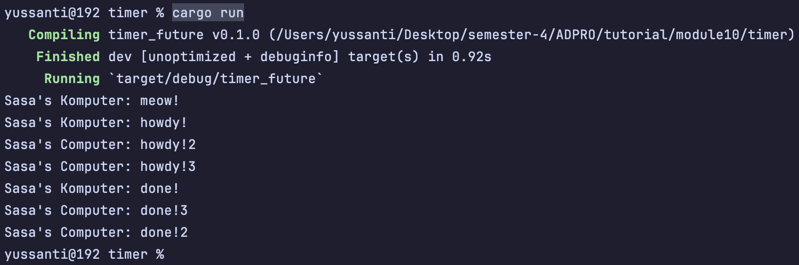 yussanti@192 timer % cargo run
Compiling timer_future v0.1.0 (/Users/yussanti/Desktop/semester-4/ADPRO/tutorial/module10/timer)
Finished dev [unoptimized + debuginfo] target(s) in 0.92s
Running `target/debug/timer_future`
Sasa's Komputer: meow!
Sasa's Komputer: howdy!
Sasa's Computer: howdy!2
Sasa's Computer: howdy!3
Sasa's Komputer: done!
Sasa's Computer: done!3
Sasa's Computer: done!2
yussanti@192 timer %